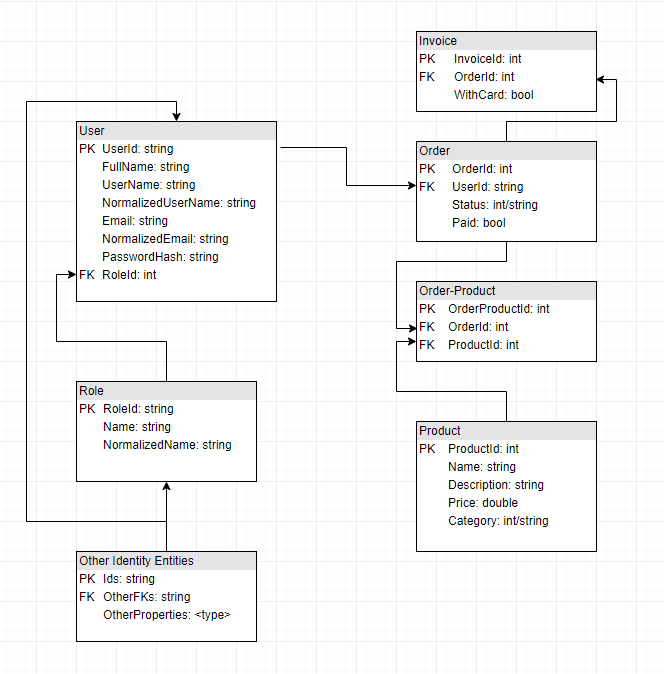 Invoice
PK InvoiceId: int
FK OrderId: int
WithCard: bool
User
PK UserId: string
FullName: string
UserName: string
NormalizedUserName: string
Email: string
NormalizedEmail: string
PasswordHash: string
FK RoleId: int
Order
PK OrderId: int
FK UserId: string
Status: int/string
Paid: bool
Order-Product
PK OrderProductId: int
FK OrderId: int
FK ProductId: int
Role
PK RoleId: string
Name: string
NormalizedName: string
Product
PK ProductId: int
Name: string
Description: string
Price: double
Category: int/string
Other Identity Entities
PK Ids: string
FK OtherFKs: string
OtherProperties: <type>